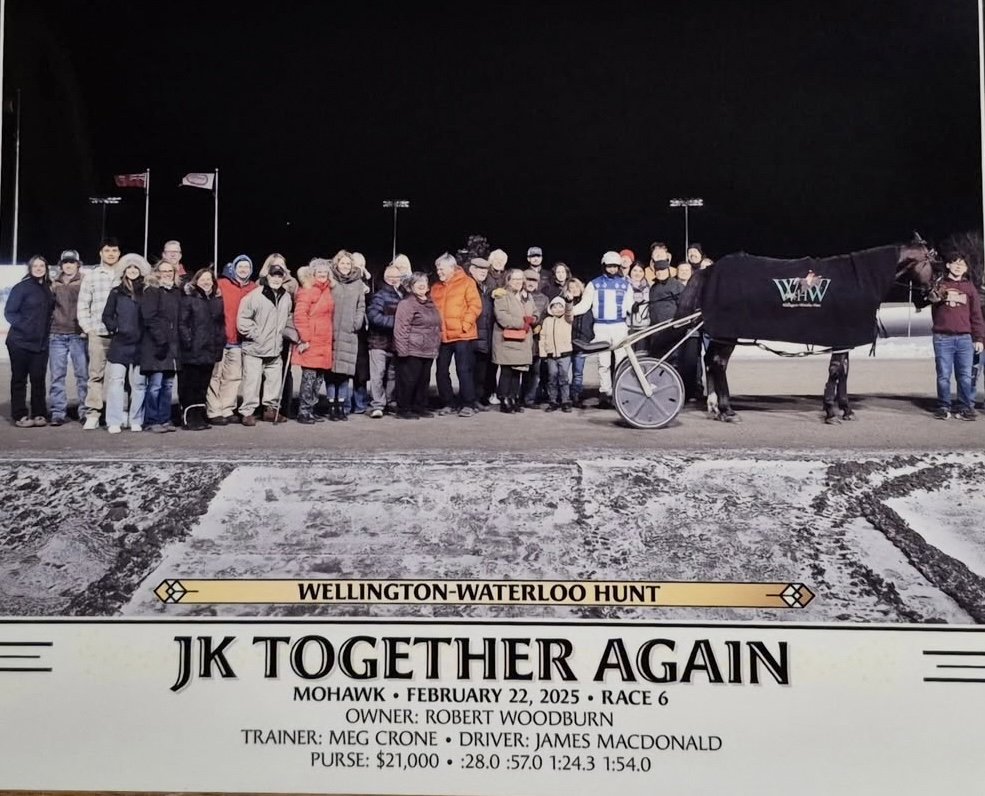 WHW
WELLINGTON-WATERLOO HUNT
JK TOGETHER AGAIN
MOHAWK • FEBRUARY 22, 2025 • RACE 6
OWNER: ROBERT WOODBURN
TRAINER: MEG CRONE • DRIVER: JAMES MACDONALD
PURSE: $21,000 • :28.0 :57.0 1:24.3 1:54.0